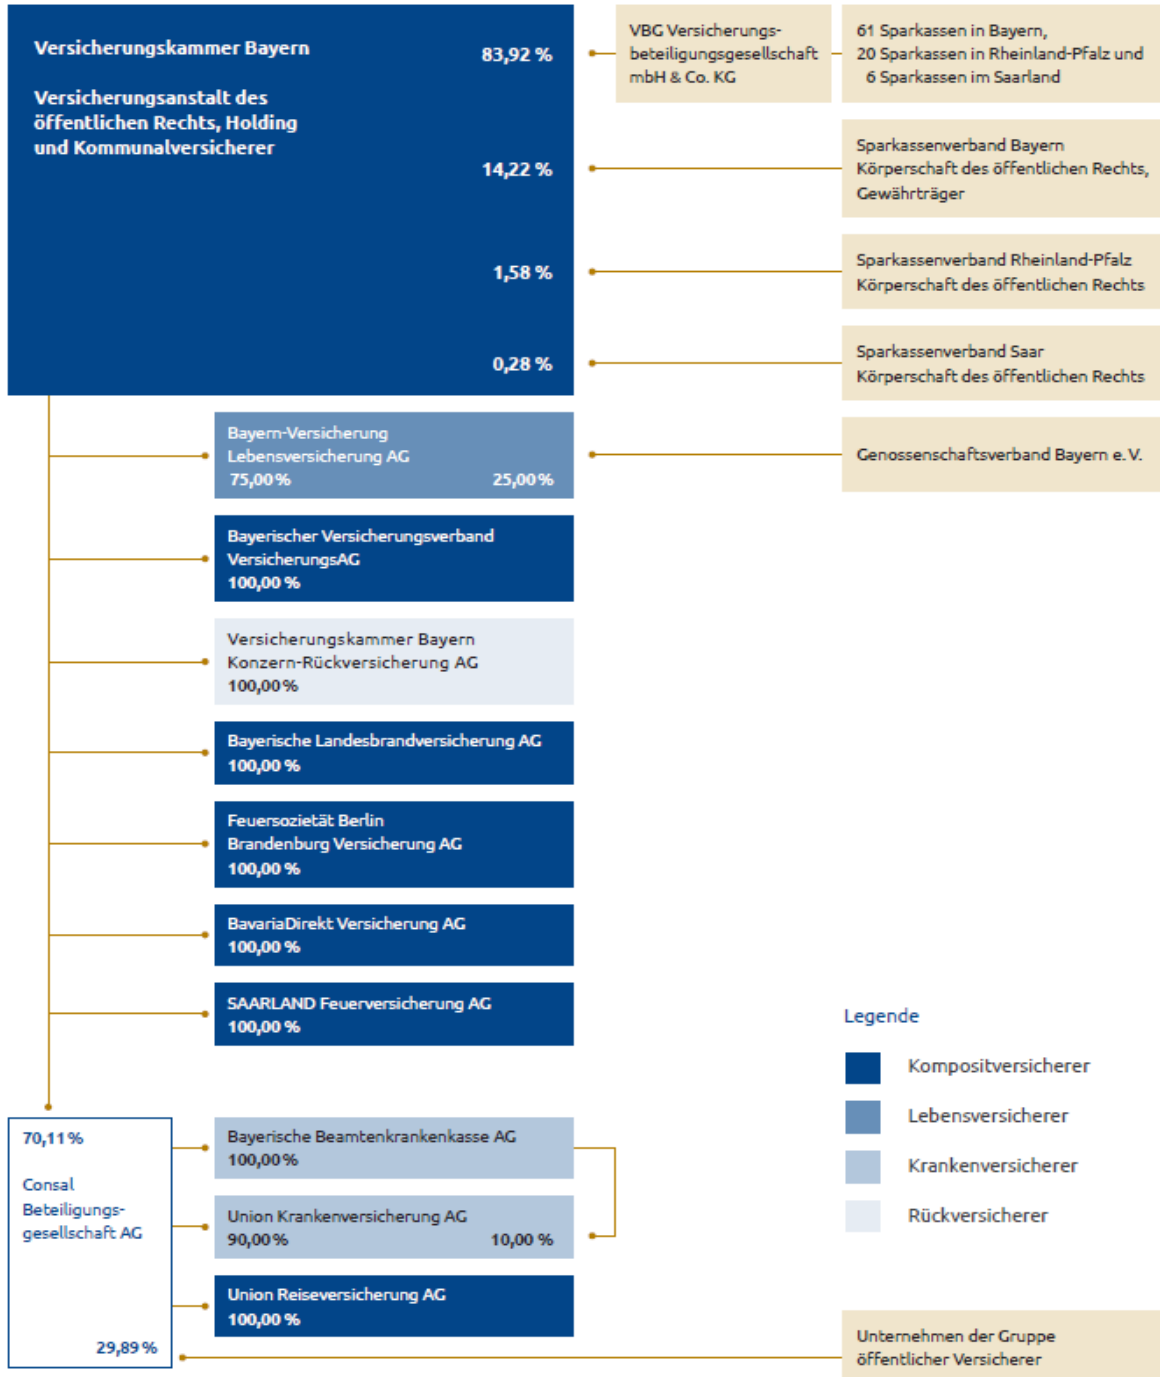 Versicherungskammer Bayern
83,92 %
Versicherungsanstalt des
öffentlichen Rechts, Holding
und Kommunalversicherer
14,22 %
1,58 %
0,28 %
VBG Versicherungs-
beteiligungsgesellschaft
mbH & Co. KG
61 Sparkassen in Bayern,
20 Sparkassen in Rheinland-Pfalz und
6 Sparkassen im Saarland
Sparkassenverband Bayern
Körperschaft des öffentlichen Rechts,
Gewährträger
Sparkassenverband Rheinland-Pfalz
Körperschaft des öffentlichen Rechts
Sparkassenverband Saar
Körperschaft des öffentlichen Rechts
Bayern-Versicherung
Lebensversicherung AG
75,00 % 25,00 %
Genossenschaftsverband Bayern e. V.
Bayerischer Versicherungsverband
VersicherungsAG
100,00 %
Versicherungskammer Bayern
Konzern-Rückversicherung AG
100,00 %
Bayerische Landesbrandversicherung AG
100,00 %
Feuersozietät Berlin
Brandenburg Versicherung AG
100,00 %
BavariaDirekt Versicherung AG
100,00 %
SAARLAND Feuerversicherung AG
100,00 %
Legende
Kompositversicherer
Lebensversicherer
Krankenversicherer
Rückversicherer
70,11 %
Consal
Beteiligungs-
gesellschaft AG
29,89 %
Bayerische Beamtenkrankenkasse AG
100,00 %
Union Krankenversicherung AG
90,00 % 10,00 %
Union Reiseversicherung AG
100,00 %
Unternehmen der Gruppe
öffentlicher Versicherer